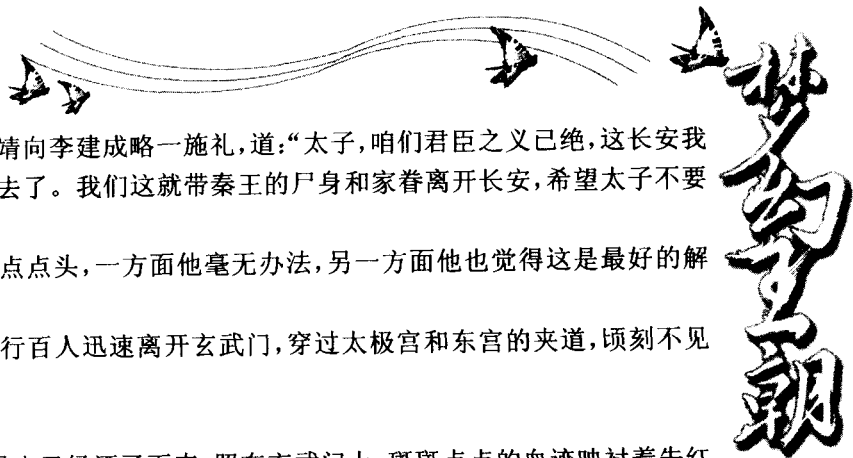 靖向李建成略一施礼,道:“太子,咱们君臣之义已绝,这长安我
去了。我们这就带秦王的尸身和家眷离开长安,希望太子不要
点点头,一方面他毫无办法,另一方面他也觉得这是最好的解
行百人迅速离开玄武门,穿过太极宫和东宫的夹道,顷刻不见
梦幻王朝